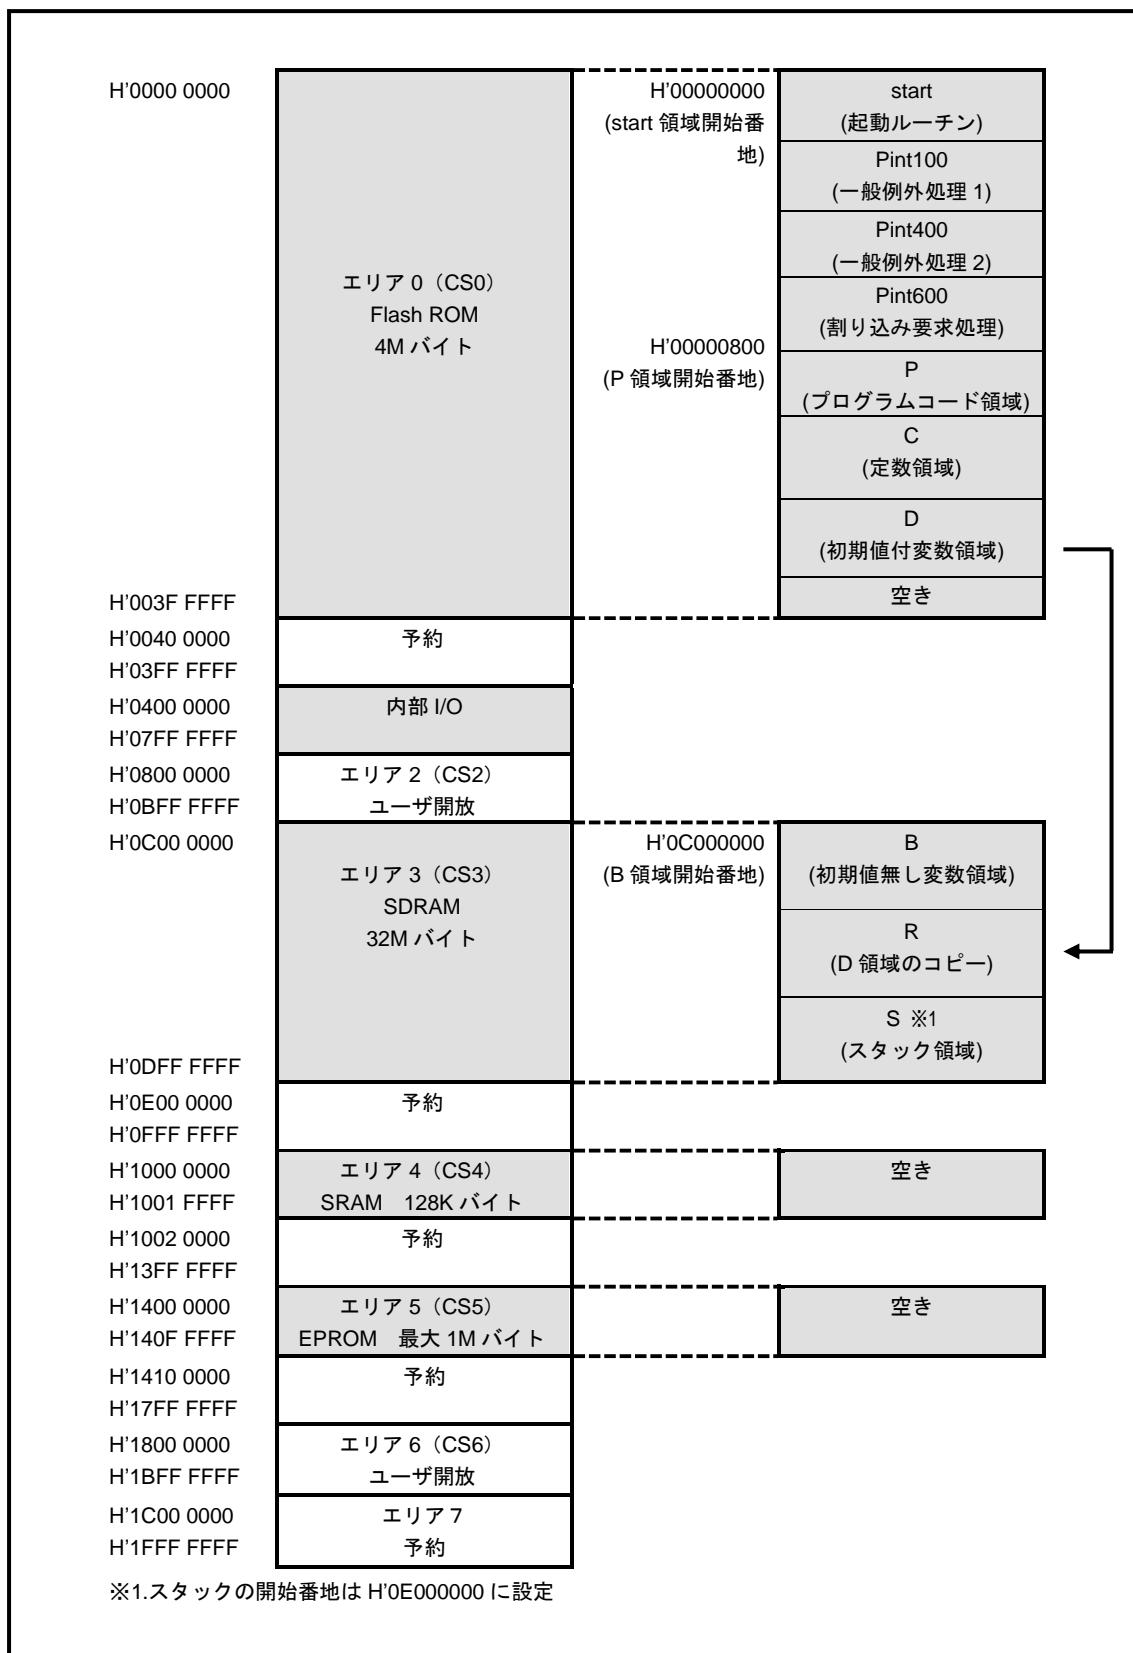 H'0000 0000
H'00000000
(start 領域開始番
地)
start
(起動ルーチン)
Pint100
(一般例外処理 1)
Pint400
(一般例外処理 2)
エリア 0（CS0）
Flash ROM
4M バイト
Pint600
(割り込み要求処理)
H'00000800
(P 領域開始番地)
P
(プログラムコード領域)
C
(定数領域)
D
(初期値付変数領域)
空き
H'003F FFFF
H'0040 0000
予約
H'03FF FFFF
H'0400 0000
内部 I/O
H'07FF FFFF
H'0800 0000
エリア 2（CS2）
H'0BFF FFFF
ユーザ開放
H'0C00 0000
エリア 3（CS3）
SDRAM
32M バイト
H'0C000000
(B 領域開始番地)
B
(初期値無し変数領域)
R
(D 領域のコピー)
S ※1
(スタック領域)
H'0DFF FFFF
H'0E00 0000
予約
H'0FFF FFFF
H'1000 0000
エリア 4（CS4）
空き
H'1001 FFFF
SRAM　128K バイト
H'1002 0000
予約
H'13FF FFFF
H'1400 0000
エリア 5（CS5）
空き
H'140F FFFF
EPROM　最大 1M バイト
H'1410 0000
予約
H'17FF FFFF
H'1800 0000
エリア 6（CS6）
H'1BFF FFFF
ユーザ開放
H'1C00 0000
エリア 7
H'1FFF FFFF
予約
※1.スタックの開始番地は H'0E000000 に設定